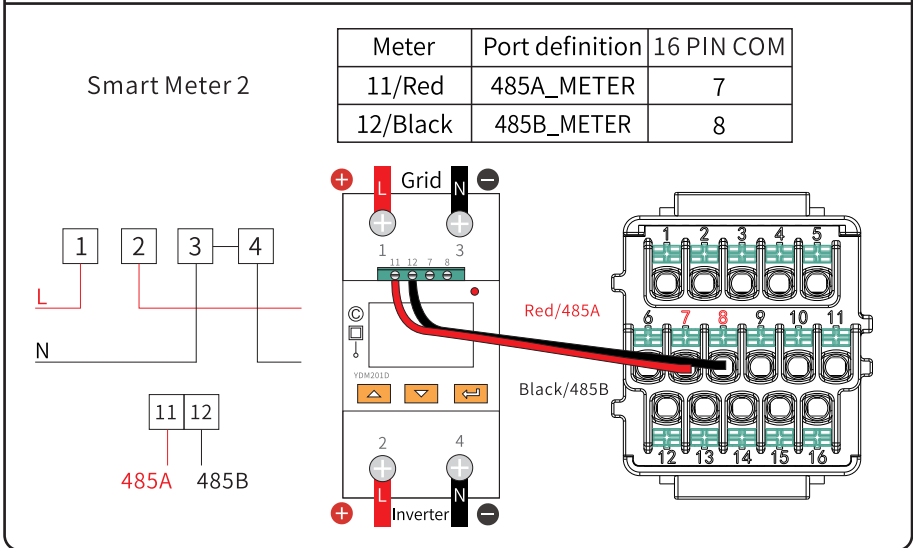 Meter Port definition 16 PIN COM
11/Red 485A_METER 7
12/Black 485B_METER 8
Smart Meter 2
1 2 3 4
L
N
11 12
485A 485B
Grid
L N
1 3
11 12 7 8
©
YDM201D
2 4
L N
Inverter
Red/485A
Black/485B
1 2 3 4 5
6 7 8 9 10 11
12 13 14 15 16